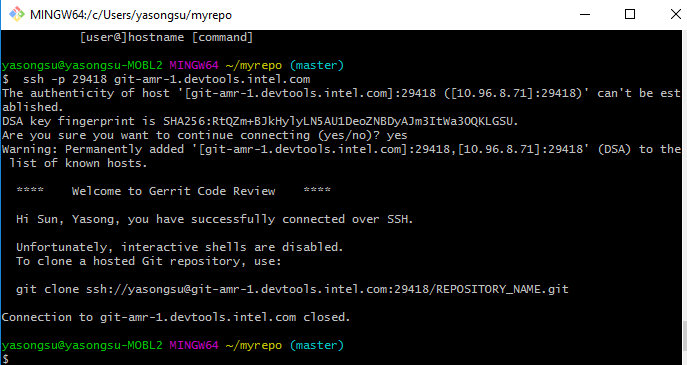 MINGW64:/c/Users/yasongsu/myrepo
[user@]hostname [command]
yasongsu@yasongsu-MOBL2 MINGW64 ~/myrepo (master)
$  ssh -p 29418 git-amr-1.devtools.intel.com
The authenticity of host '[git-amr-1.devtools.intel.com]:29418 ([10.96.8.71]:29418)' can't be est
ablished.
DSA key fingerprint is SHA256:RtQZm+BJkHylyLN5AU1DeoZNBDyAJm3ItWa3OQKLGSU.
Are you sure you want to continue connecting (yes/no)? yes
Warning: Permanently added '[git-amr-1.devtools.intel.com]:29418,[10.96.8.71]:29418' (DSA) to the
 list of known hosts.
****    Welcome to Gerrit Code Review    ****
Hi Sun, Yasong, you have successfully connected over SSH.
Unfortunately, interactive shells are disabled.
To clone a hosted Git repository, use:
git clone ssh://yasongsu@git-amr-1.devtools.intel.com:29418/REPOSITORY_NAME.git
Connection to git-amr-1.devtools.intel.com closed.
yasongsu@yasongsu-MOBL2 MINGW64 ~/myrepo (master)
$